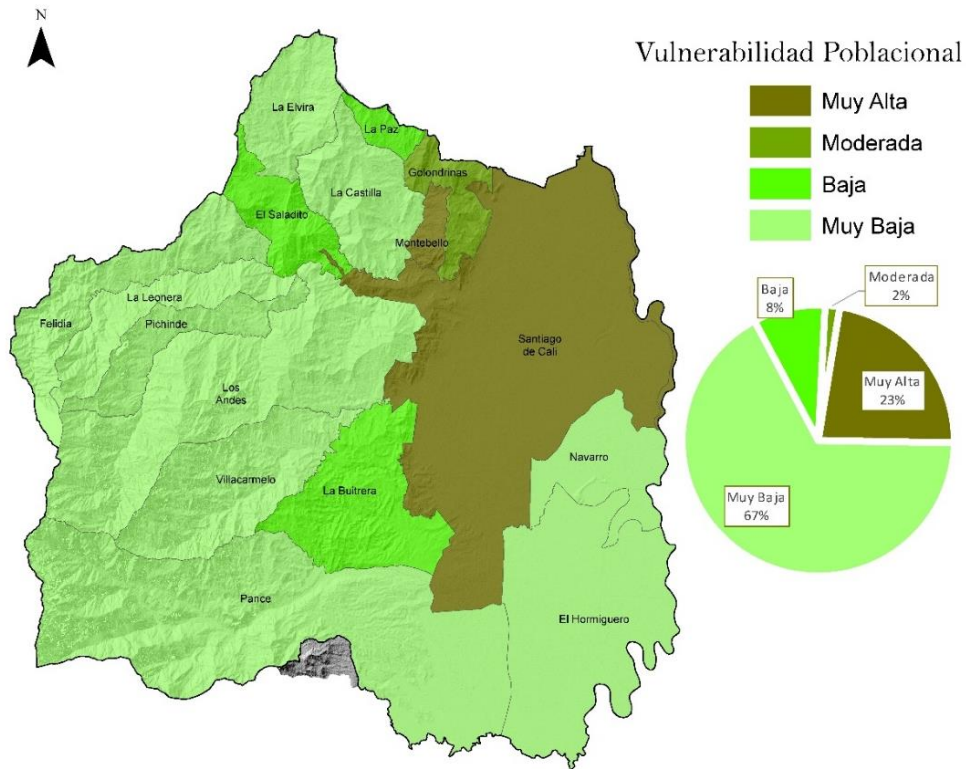 N
Vulnerabilidad Poblacional
Muy Alta
Moderada
Baja
Muy Baja
La Elvira
La Paz
Golondrinas
La Castilla
El Saladito
Montebello
La Leonera
Felidia
Pichinde
Santiago
de Cali
Los
Andes
Navarro
Villacarmelo
La Buitrera
Pance
El Hormiguero
Baja
8%
Moderada
2%
Muy Alta
23%
Muy Baja
67%